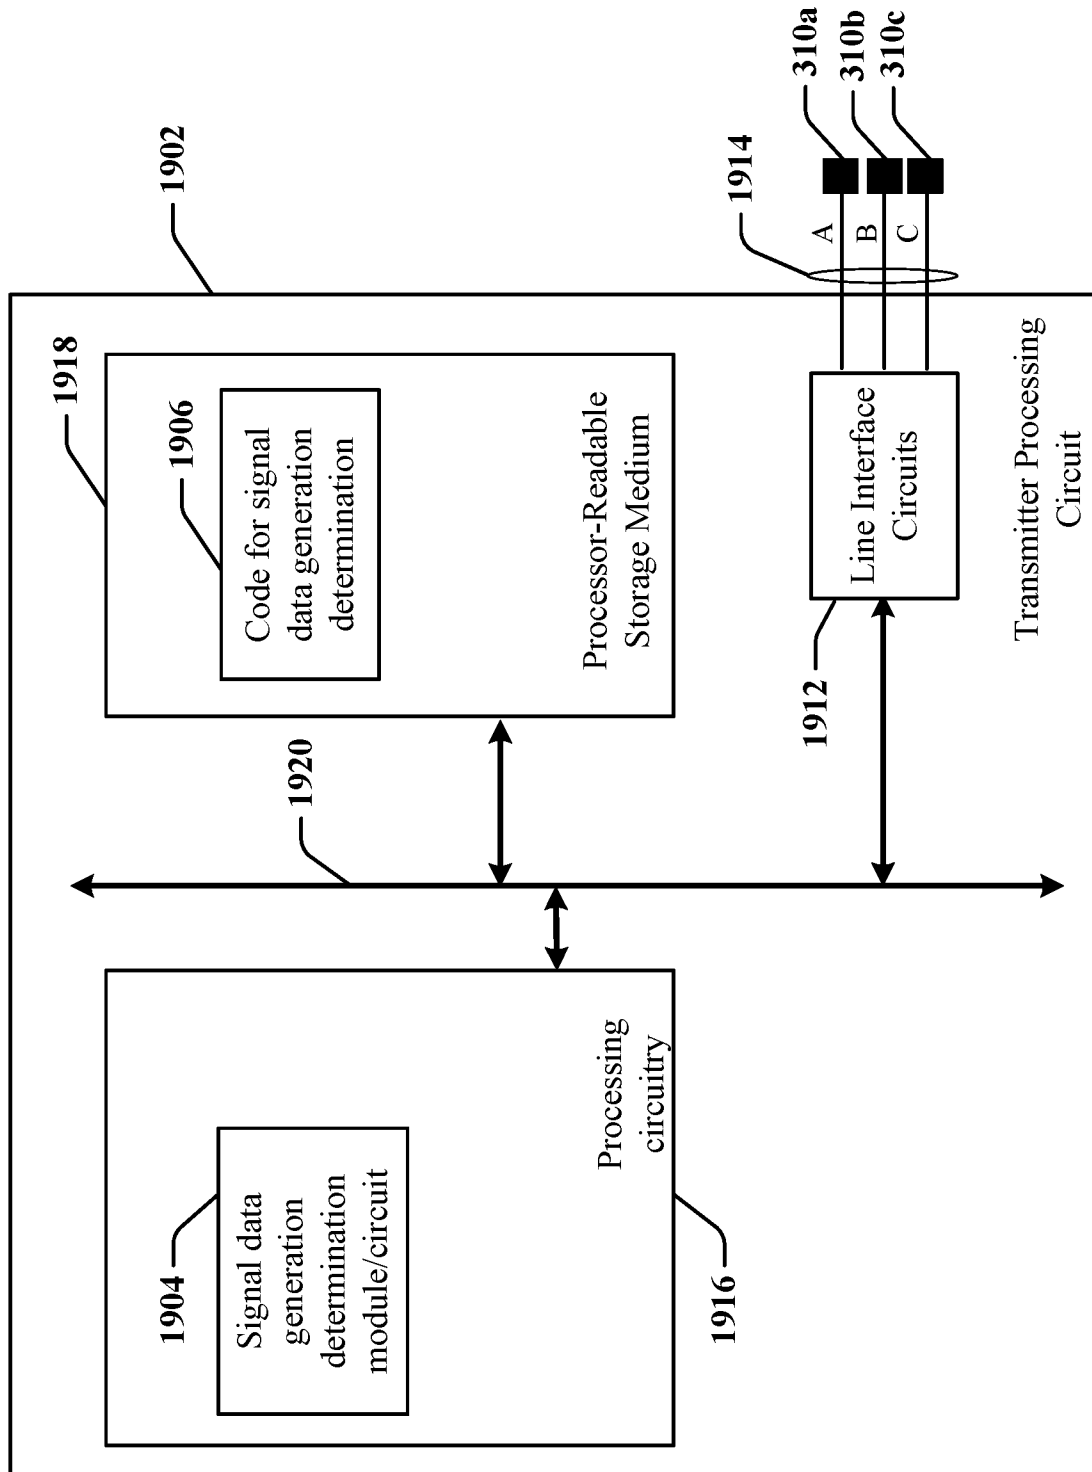 1902
1918
1906
Code for signal
data generation
determination
Processor-Readable
Storage Medium
1920
1904
Signal data
generation
determination
module/circuit
Processing
circuitry
1916
1912
Line Interface
Circuits
1914
A
B
C
310a
310b
310c
Transmitter Processing
Circuit